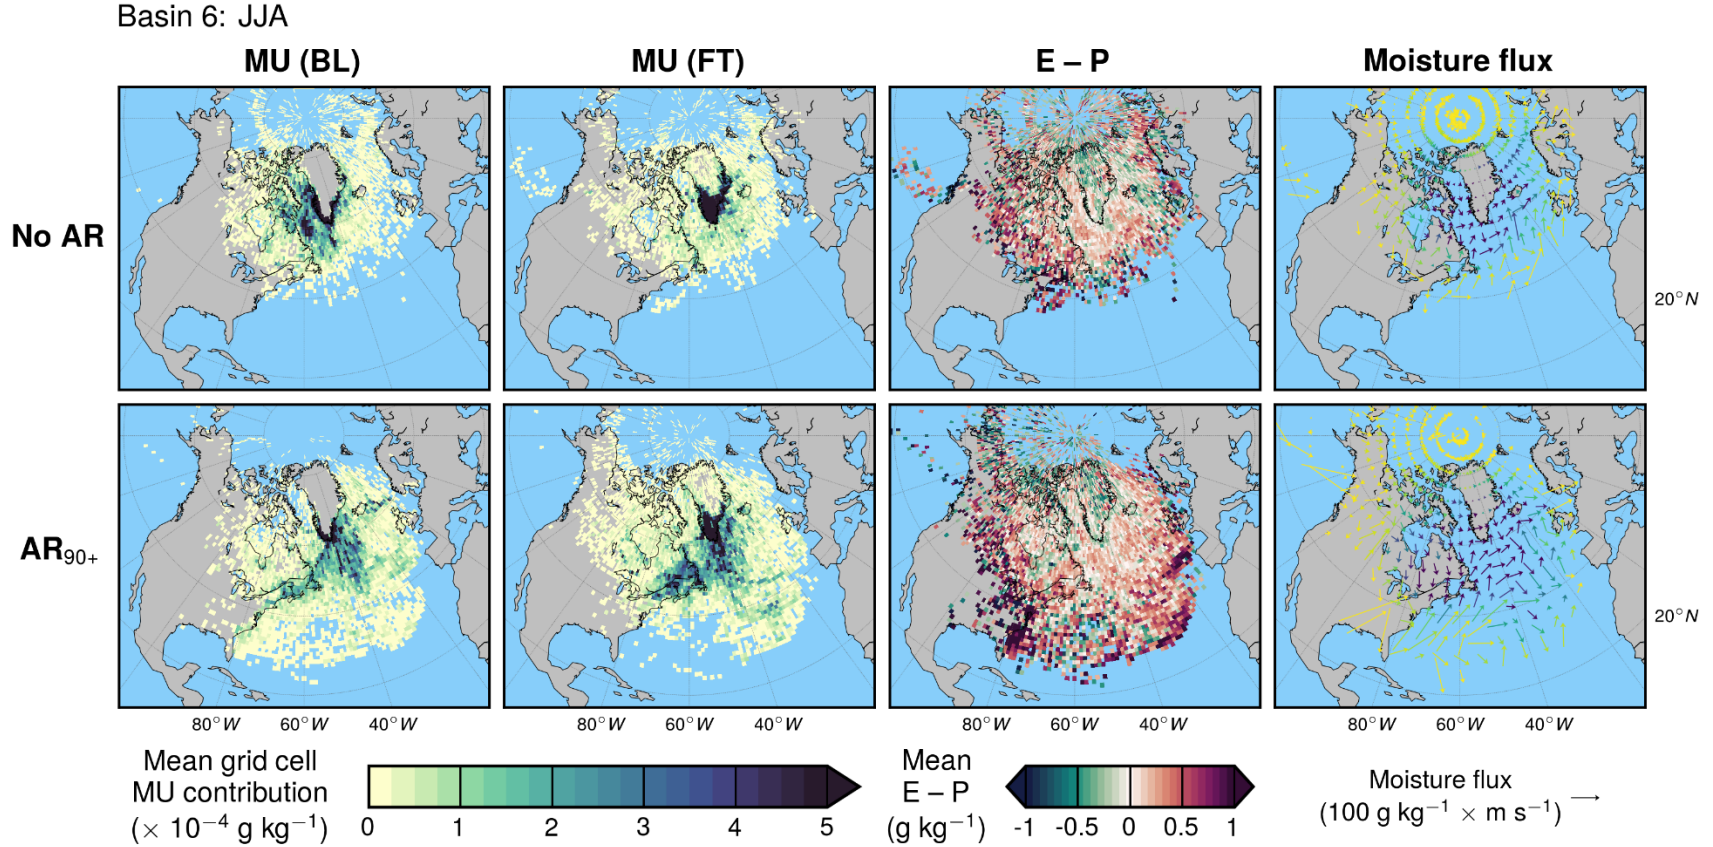 Basin 6: JJA
MU (BL)
MU (FT)
E – P
Moisture flux
No AR
20°N
AR90+
20°N
80°W 60°W 40°W
80°W 60°W 40°W
80°W 60°W 40°W
80°W 60°W 40°W
Mean grid cell
MU contribution
(× 10⁻⁴ g kg⁻¹)
0 1 2 3 4 5
Mean
E – P
(g kg⁻¹)
-1 -0.5 0 0.5 1
Moisture flux
(100 g kg⁻¹ × m s⁻¹) →